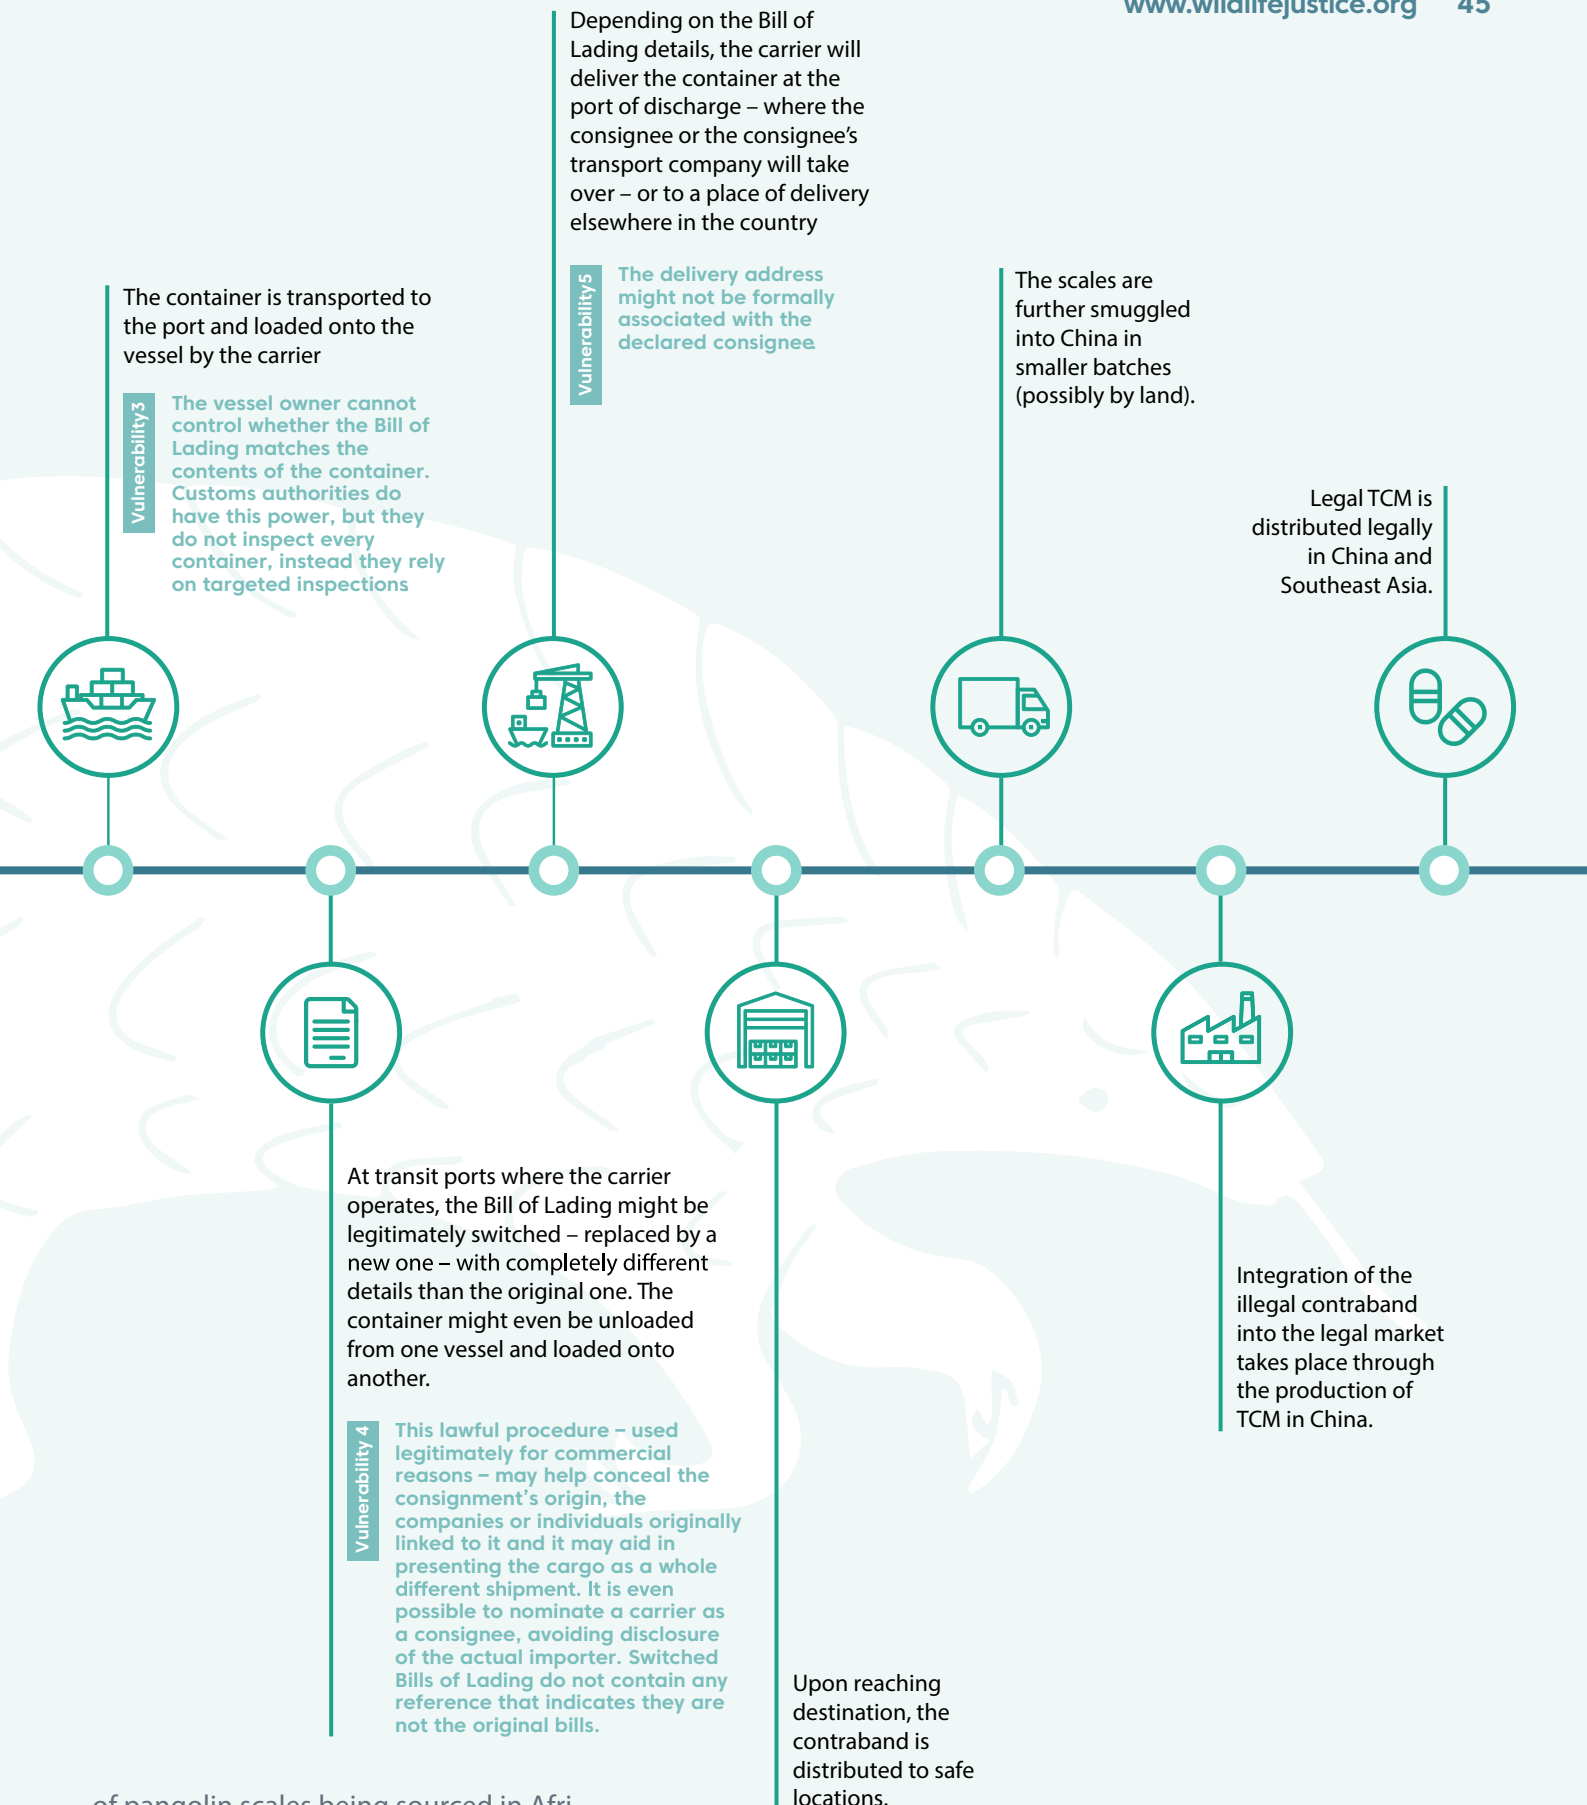 www.wildlifejustice.org 45
Depending on the Bill of
Lading details, the carrier will
deliver the container at the
port of discharge – where the
consignee or the consignee's
transport company will take
over – or to a place of delivery
elsewhere in the country
Vulnerability5
The delivery address
might not be formally
associated with the
declared consignee.
The container is transported to
the port and loaded onto the
vessel by the carrier
Vulnerability3
The vessel owner cannot
control whether the Bill of
Lading matches the
contents of the container.
Customs authorities do
have this power, but they
do not inspect every
container, instead they rely
on targeted inspections
The scales are
further smuggled
into China in
smaller batches
(possibly by land).
Legal TCM is
distributed legally
in China and
Southeast Asia.
At transit ports where the carrier
operates, the Bill of Lading might be
legitimately switched – replaced by a
new one – with completely different
details than the original one. The
container might even be unloaded
from one vessel and loaded onto
another.
Vulnerability 4
This lawful procedure – used
legitimately for commercial
reasons – may help conceal the
consignment's origin, the
companies or individuals originally
linked to it and it may aid in
presenting the cargo as a whole
different shipment. It is even
possible to nominate a carrier as
a consignee, avoiding disclosure
of the actual importer. Switched
Bills of Lading do not contain any
reference that indicates they are
not the original bills.
Upon reaching
destination, the
contraband is
distributed to safe
locations.
Integration of the
illegal contraband
into the legal market
takes place through
the production of
TCM in China.
of pangolin scales being sourced in Afri